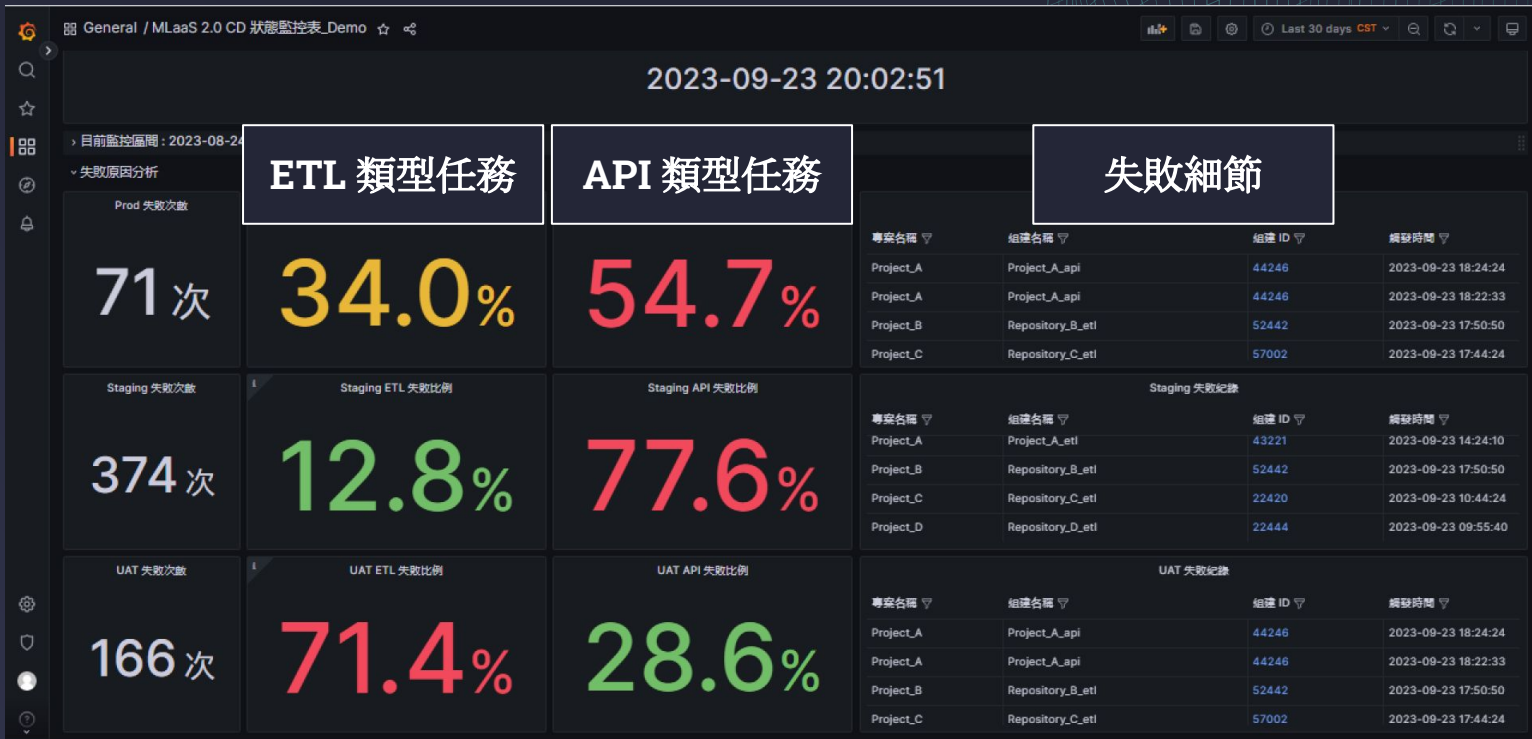 General / MLaaS 2.0 CD 狀態監控表_Demo
Last 30 days CST
2023-09-23 20:02:51
目前監控區間 : 2023-08-24
ETL 類型任務
API 類型任務
失敗細節
失敗原因分析
Prod 失敗次數
71 次
34.0%
54.7%
專案名稱 組建名稱 組建 ID 觸發時間
Project_A Project_A_api 44246 2023-09-23 18:24:24
Project_A Project_A_api 44246 2023-09-23 18:22:33
Project_B Repository_B_etl 52442 2023-09-23 17:50:50
Project_C Repository_C_etl 57002 2023-09-23 17:44:24
Staging 失敗次數
374 次
Staging ETL 失敗比例
12.8%
Staging API 失敗比例
77.6%
Staging 失敗紀錄
專案名稱 組建名稱 組建 ID 觸發時間
Project_A Project_A_etl 43221 2023-09-23 14:24:10
Project_B Repository_B_etl 52442 2023-09-23 17:50:50
Project_C Repository_C_etl 22420 2023-09-23 10:44:24
Project_D Repository_D_etl 22444 2023-09-23 09:55:40
UAT 失敗次數
166 次
UAT ETL 失敗比例
71.4%
UAT API 失敗比例
28.6%
UAT 失敗紀錄
專案名稱 組建名稱 組建 ID 觸發時間
Project_A Project_A_api 44246 2023-09-23 18:24:24
Project_A Project_A_api 44246 2023-09-23 18:22:33
Project_B Repository_B_etl 52442 2023-09-23 17:50:50
Project_C Repository_C_etl 57002 2023-09-23 17:44:24